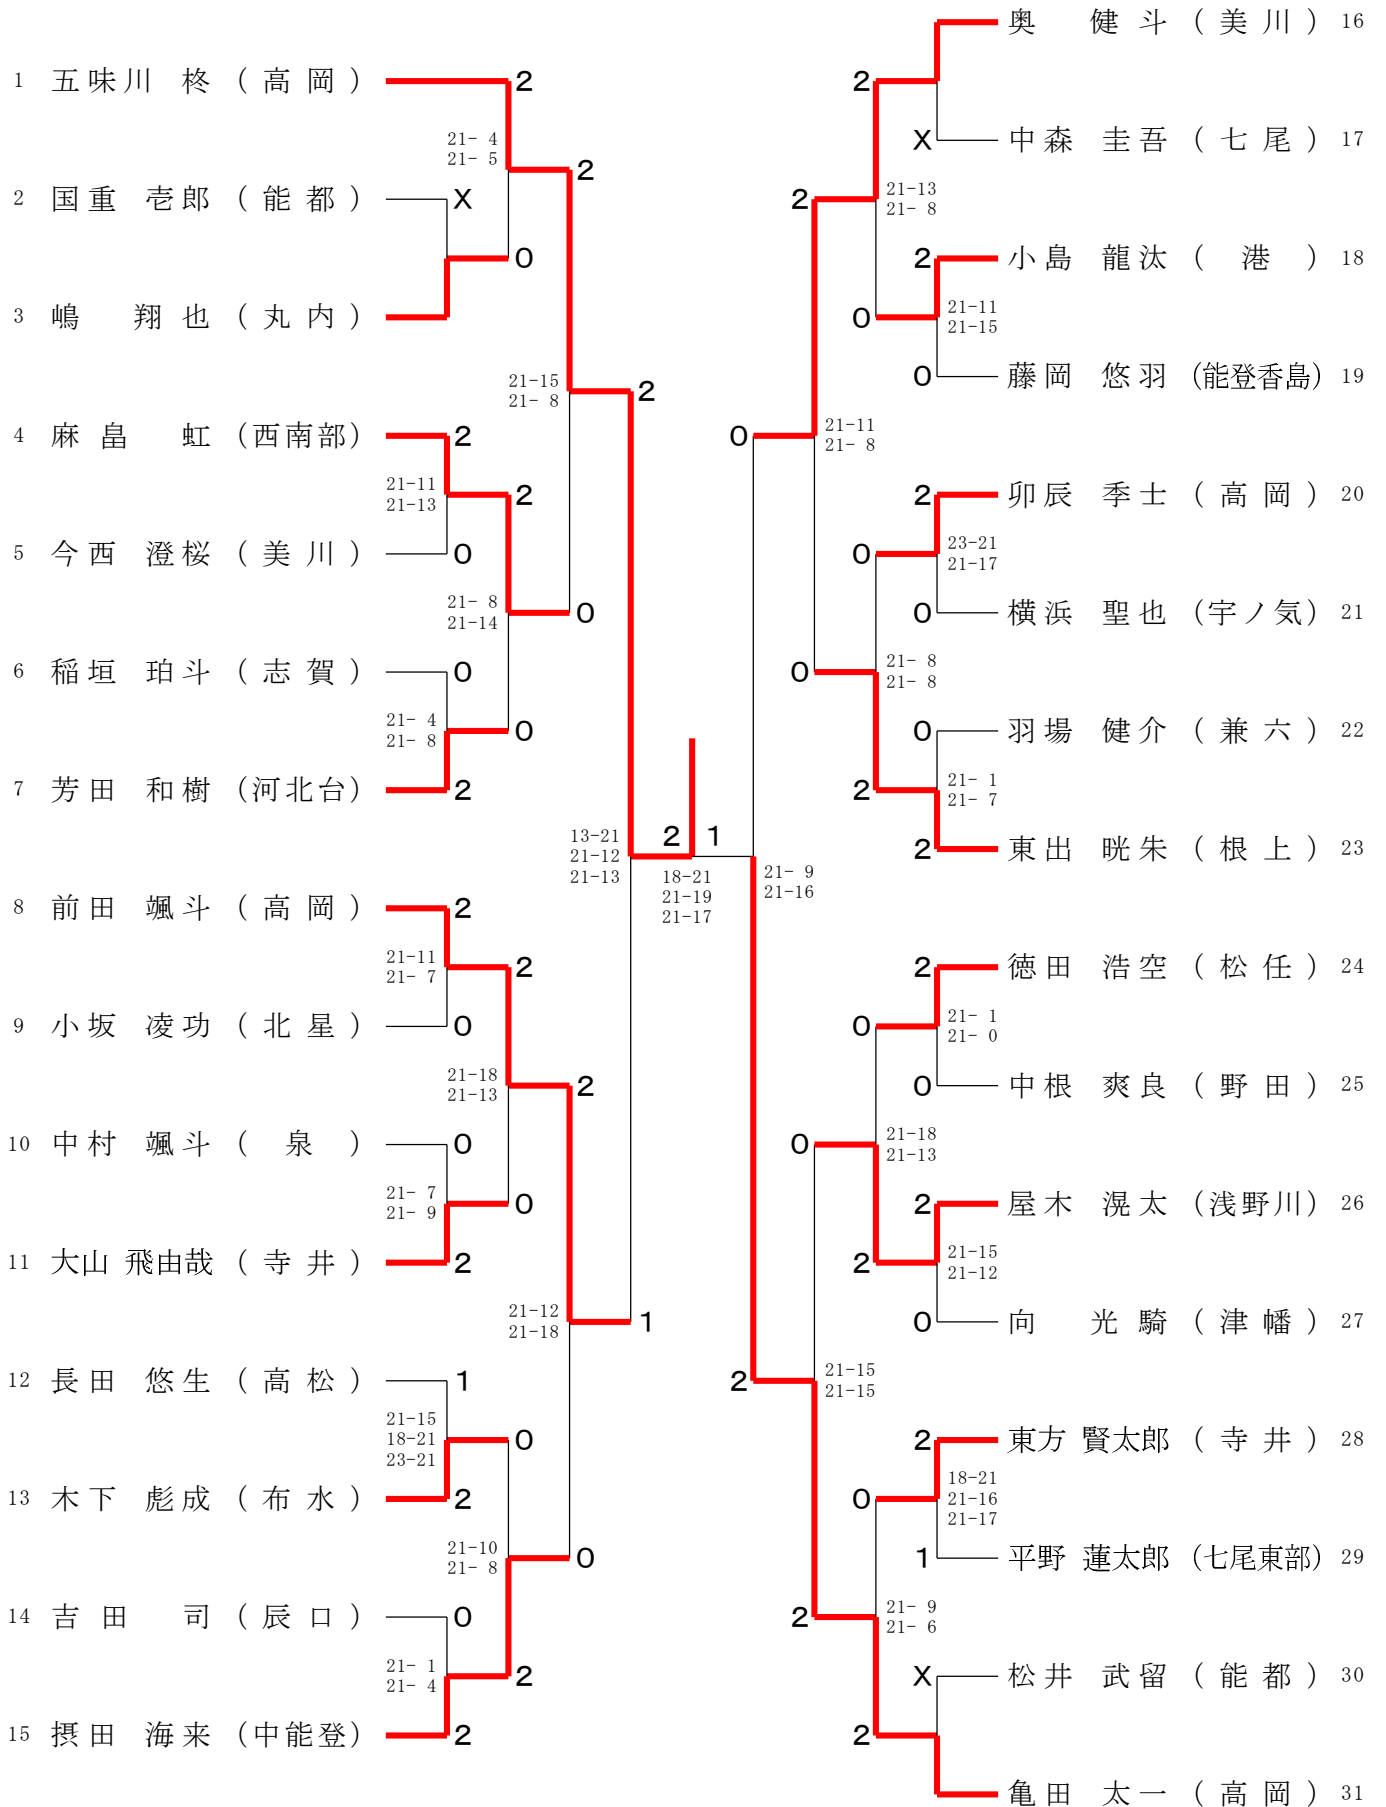 1 五味川 柊 ( 高 岡 ) 2
21- 4
21- 5
2
2 国重 壱郎 ( 能 都 ) X
0
3 嶋 翔也 ( 丸 内 )
21-15
21- 8
2
4 麻畠 虹 (西南部) 2
21-11
21-13
2
5 今西 澄桜 ( 美 川 ) 0
21- 8
21-14
0
6 稲垣 珀斗 ( 志 賀 ) 0
21- 4
21- 8
0
7 芳田 和樹 (河北台) 2
13-21
21-12
21-13
2 1
18-21
21-19
21-17
8 前田 颯斗 ( 高 岡 ) 2
21-11
21- 7
2
9 小坂 凌功 ( 北 星 ) 0
21-18
21-13
2
10 中村 颯斗 ( 泉 ) 0
21- 7
21- 9
0
11 大山 飛由哉 ( 寺 井 ) 2
21-12
21-18
1
12 長田 悠生 ( 高 松 ) 1
21-15
18-21
23-21
0
13 木下 彪成 ( 布 水 ) 2
21-10
21- 8
0
14 吉田 司 ( 辰 口 ) 0
21- 1
21- 4
2
15 摂田 海来 (中能登) 2
奥 健斗 ( 美 川 ) 16
2
X 中森 圭吾 ( 七 尾 ) 17
2
21-13
21- 8
2 小島 龍汰 ( 港 ) 18
0
21-11
21-15
0 藤岡 悠羽 (能登香島) 19
0
21-11
21- 8
2 卯辰 季士 ( 高 岡 ) 20
0
23-21
21-17
0 横浜 聖也 (宇ノ気) 21
0
21- 8
21- 8
0 羽場 健介 ( 兼 六 ) 22
2
21- 1
21- 7
2 東出 晄朱 ( 根 上 ) 23
21- 9
21-16
2 徳田 浩空 ( 松 任 ) 24
0
21- 1
21- 0
0 中根 爽良 ( 野 田 ) 25
0
21-18
21-13
2 屋木 滉太 (浅野川) 26
2
21-15
21-12
0 向 光騎 ( 津 幡 ) 27
2
21-15
21-15
2 東方 賢太郎 ( 寺 井 ) 28
0
18-21
21-16
21-17
1 平野 蓮太郎 (七尾東部) 29
2
21- 9
21- 6
X 松井 武留 ( 能 都 ) 30
2
亀田 太一 ( 高 岡 ) 31